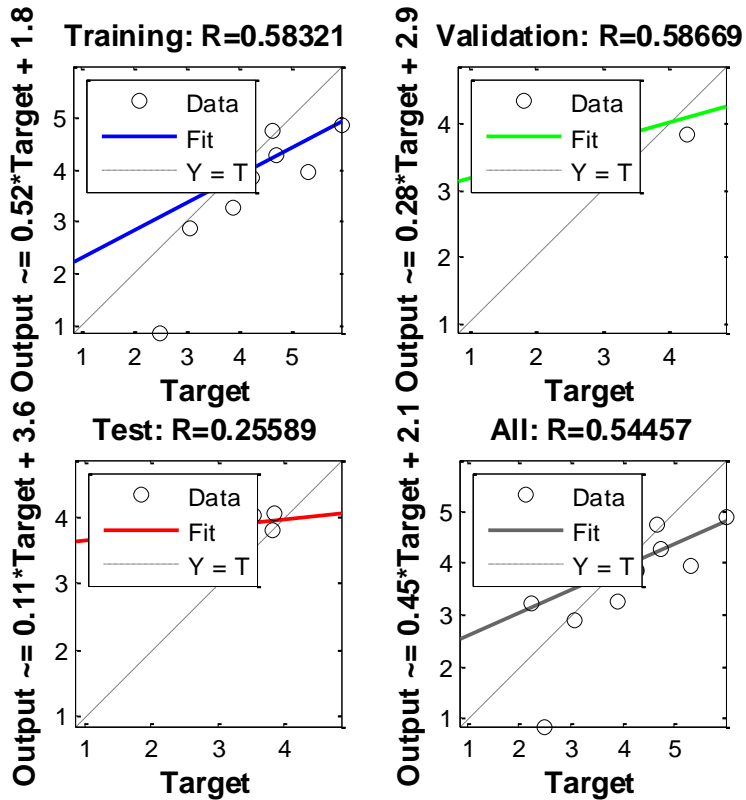 Training: R=0.58321
Output ~= 0.52*Target + 1.8
5
4
3
2
1
Data
Fit
Y = T
1 2 3 4 5
Target
Validation: R=0.58669
Output ~= 0.28*Target + 2.9
4
3
2
1
Data
Fit
Y = T
1 2 3 4
Target
Test: R=0.25589
Output ~= 0.11*Target + 3.6
4
3
2
1
Data
Fit
Y = T
1 2 3 4
Target
All: R=0.54457
Output ~= 0.45*Target + 2.1
5
4
3
2
1
Data
Fit
Y = T
1 2 3 4 5
Target